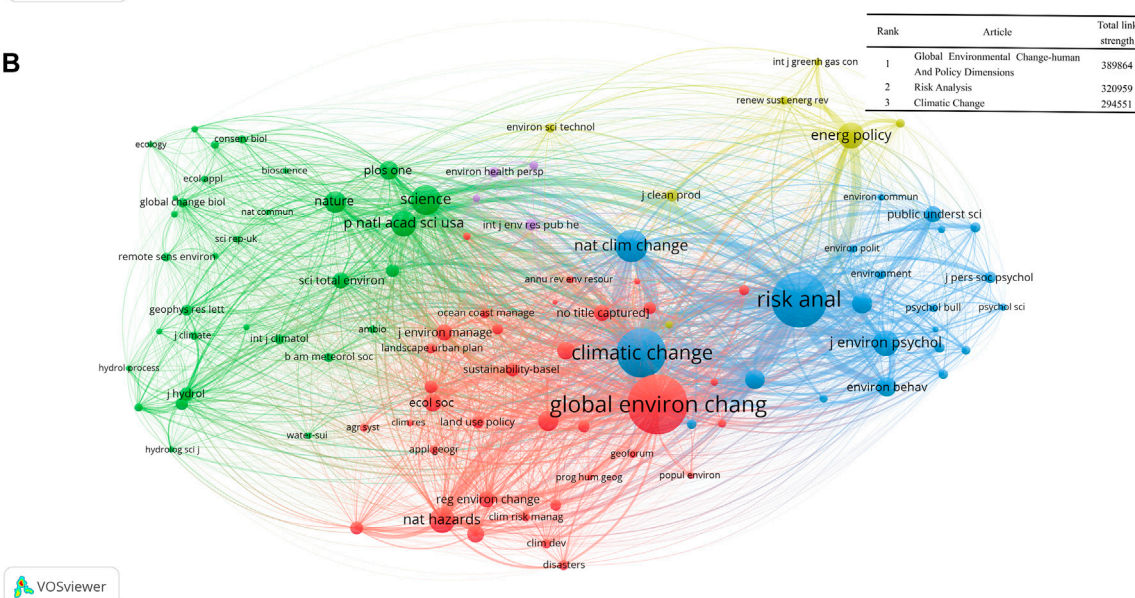 B
Rank Article Total link strength
1 Global Environmental Change-human And Policy Dimensions 389864
2 Risk Analysis 320959
3 Climatic Change 294551
int j greenh gas con
renew sust energ rev
environ sci technol
energ policy
conserv biol
ecology
plos one
bioscience
environ health persp
ecol appl
j clean prod
environ commun
global change biol
nature
science
nat commun
public underst sci
p natl acad sci usa
int j env res pub he
sci rep-uk
nat clim change
environ polit
remote sens environ
annu rev env resour
environment
j pers soc psychol
sci total environ
risk anal
geophys res lett
ocean coast manage
no title captured]
psychol bull
psychol sci
j climate
int j climatol
ambio
j environ manage
j environ psychol
landscape urban plan
climatic change
b am meteorol soc
hydrol process
sustainability-basel
environ behav
j hydrol
ecol soc
global environ chang
agr syst
clim res
land use policy
water-sui
hydrolog sci j
appl geogr
geoforum
prog hum geog
popul environ
reg environ change
nat hazards
clim risk manag
clim dev
disasters
VOSviewer